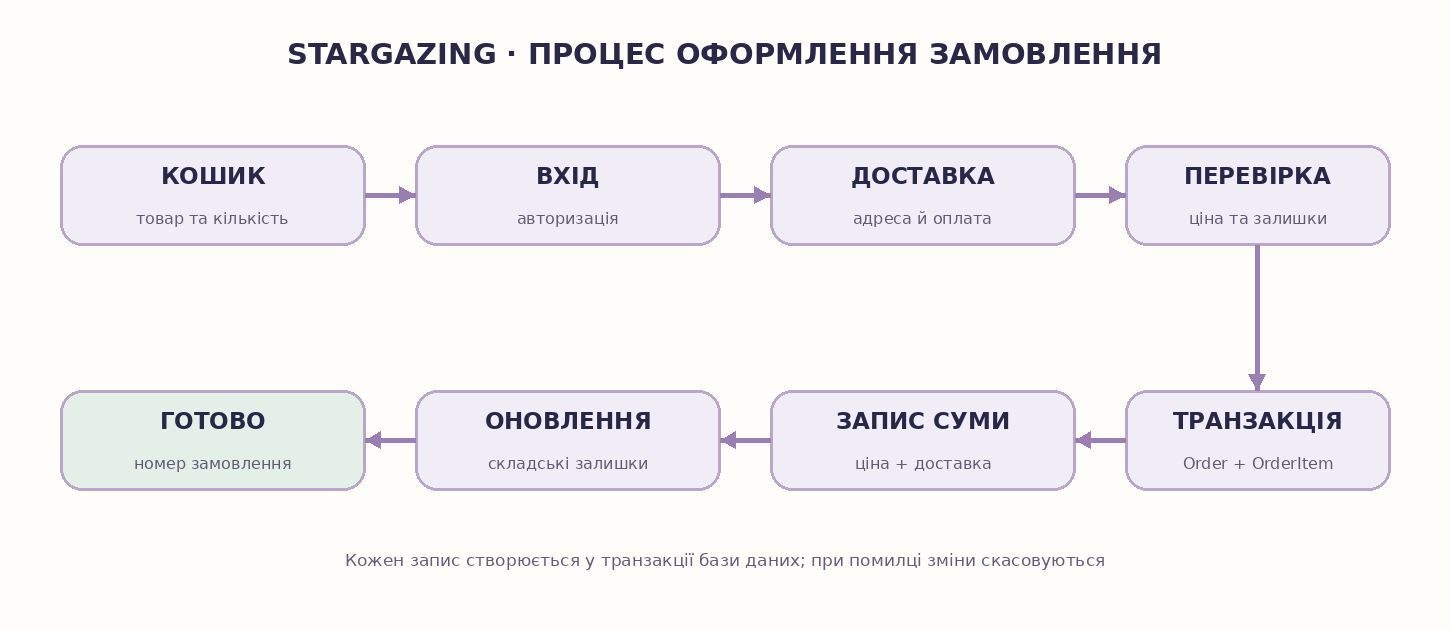 STARGAZING · ПРОЦЕС ОФОРМЛЕННЯ ЗАМОВЛЕННЯ
КОШИК
товар та кількість
ВХІД
авторизація
ДОСТАВКА
адреса й оплата
ПЕРЕВІРКА
ціна та залишки
ГОТОВО
номер замовлення
ОНОВЛЕННЯ
складські залишки
ЗАПИС СУМИ
ціна + доставка
ТРАНЗАКЦІЯ
Order + OrderItem
Кожен запис створюється у транзакції бази даних; при помилці зміни скасовуються